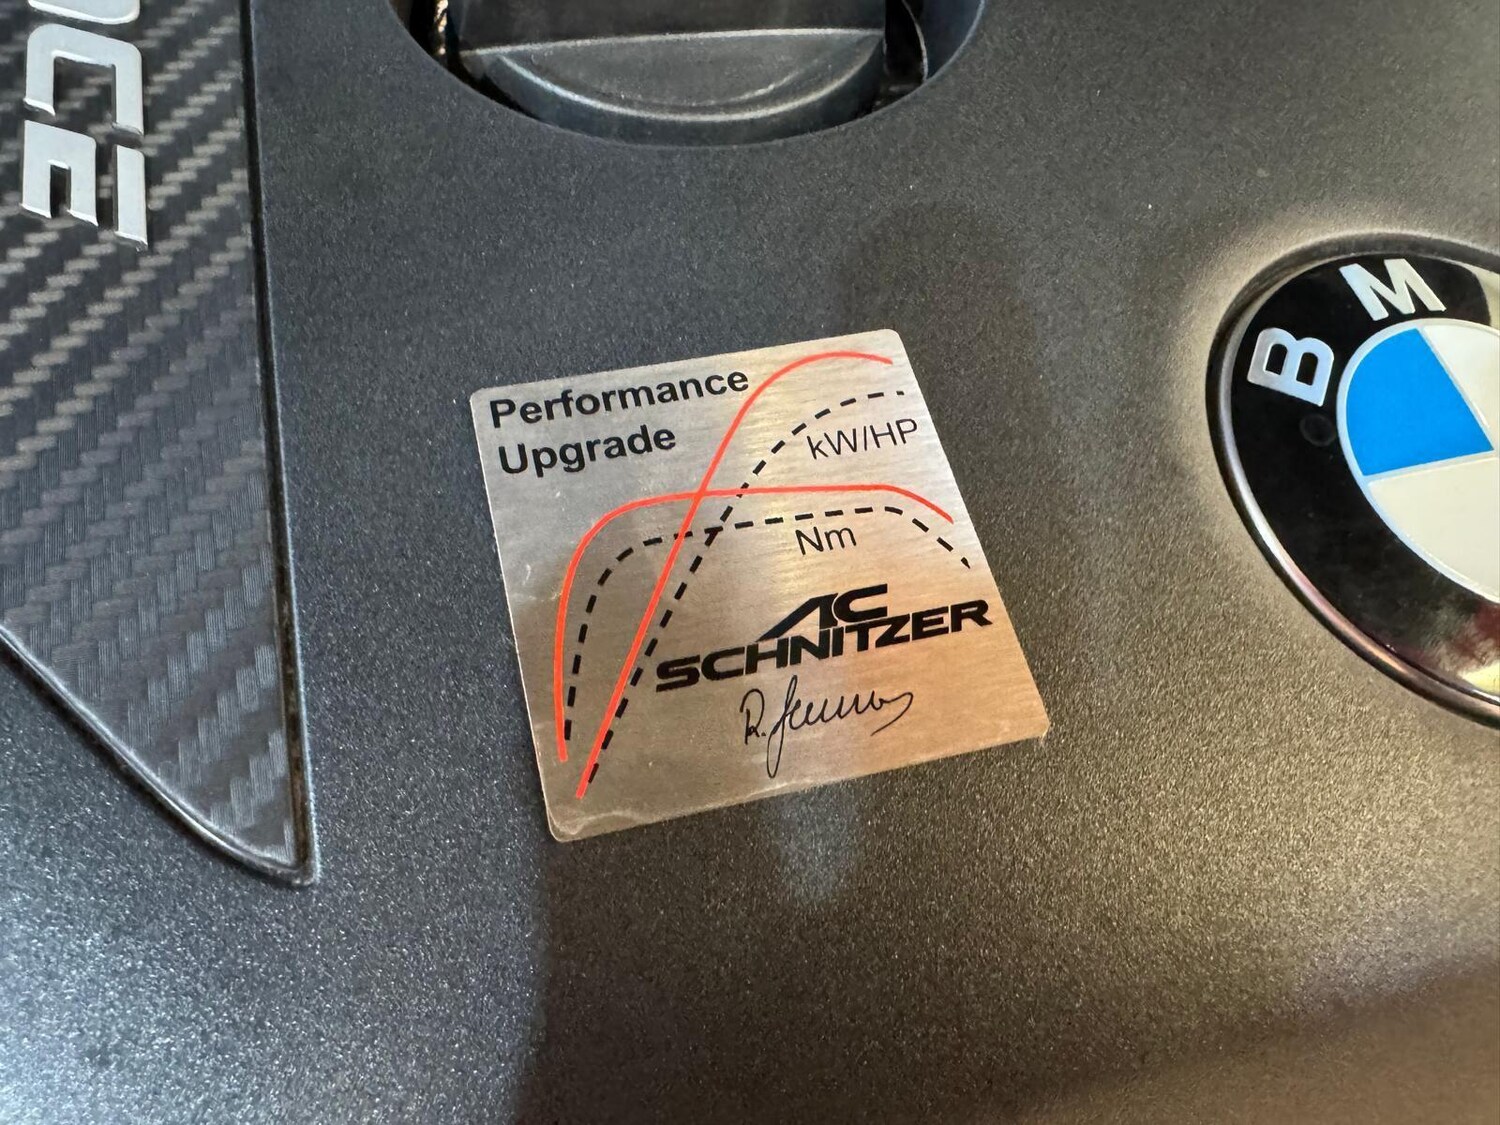 Performance
Upgrade
kW/HP
Nm
AC
SCHNITZER
BM